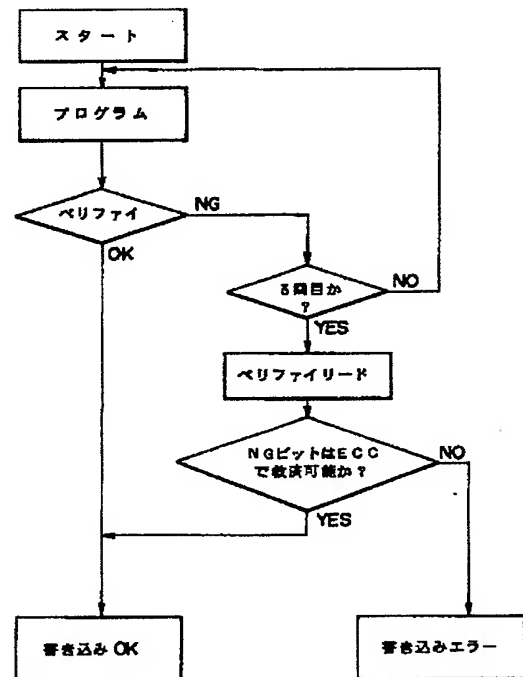 スタート
プログラム
ベリファイ
NG
OK
回目か
?
NO
YES
ベリファイリード
NGビットはECC
で救済可能か?
NO
YES
書き込みOK
書き込みエラー